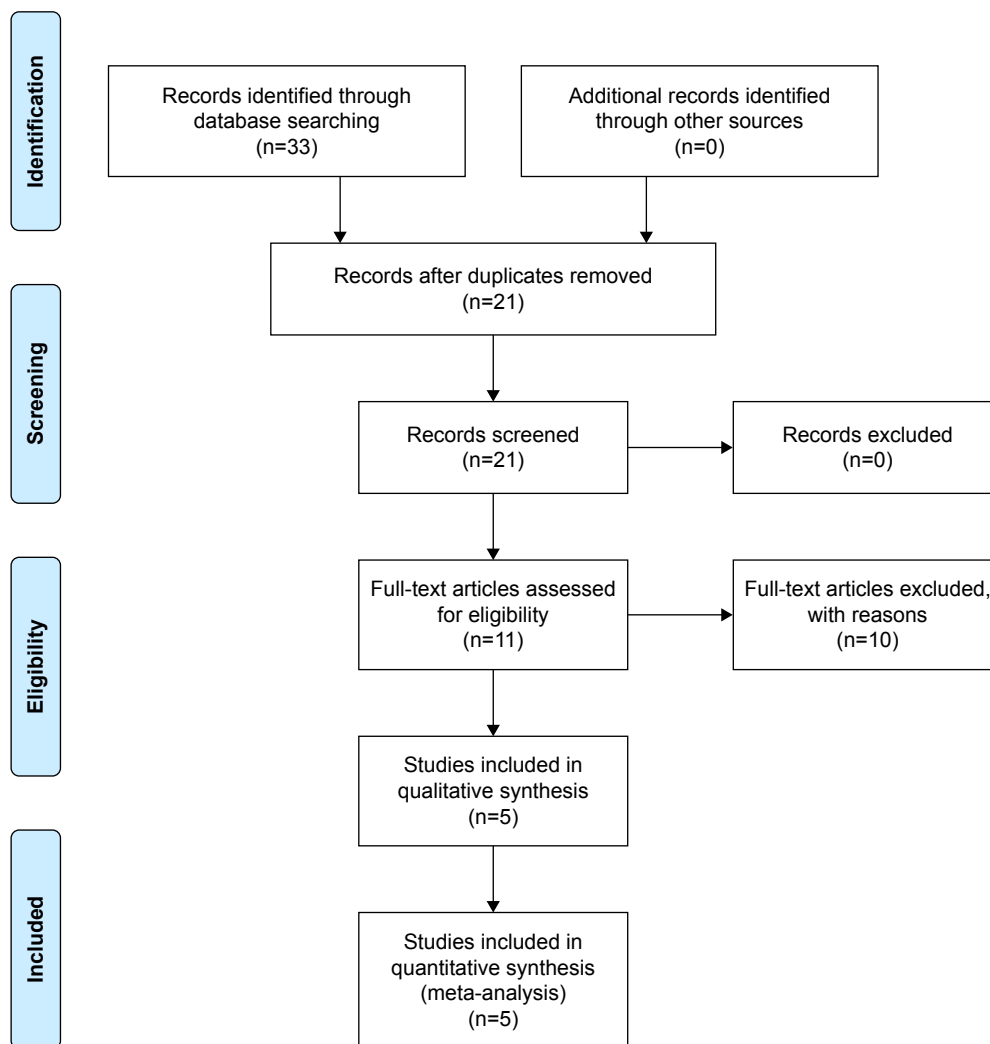 Identification
Records identified through
database searching
(n=33)
Additional records identified
through other sources
(n=0)
Records after duplicates removed
(n=21)
Screening
Records screened
(n=21)
Records excluded
(n=0)
Eligibility
Full-text articles assessed
for eligibility
(n=11)
Full-text articles excluded,
with reasons
(n=10)
Studies included in
qualitative synthesis
(n=5)
Included
Studies included in
quantitative synthesis
(meta-analysis)
(n=5)